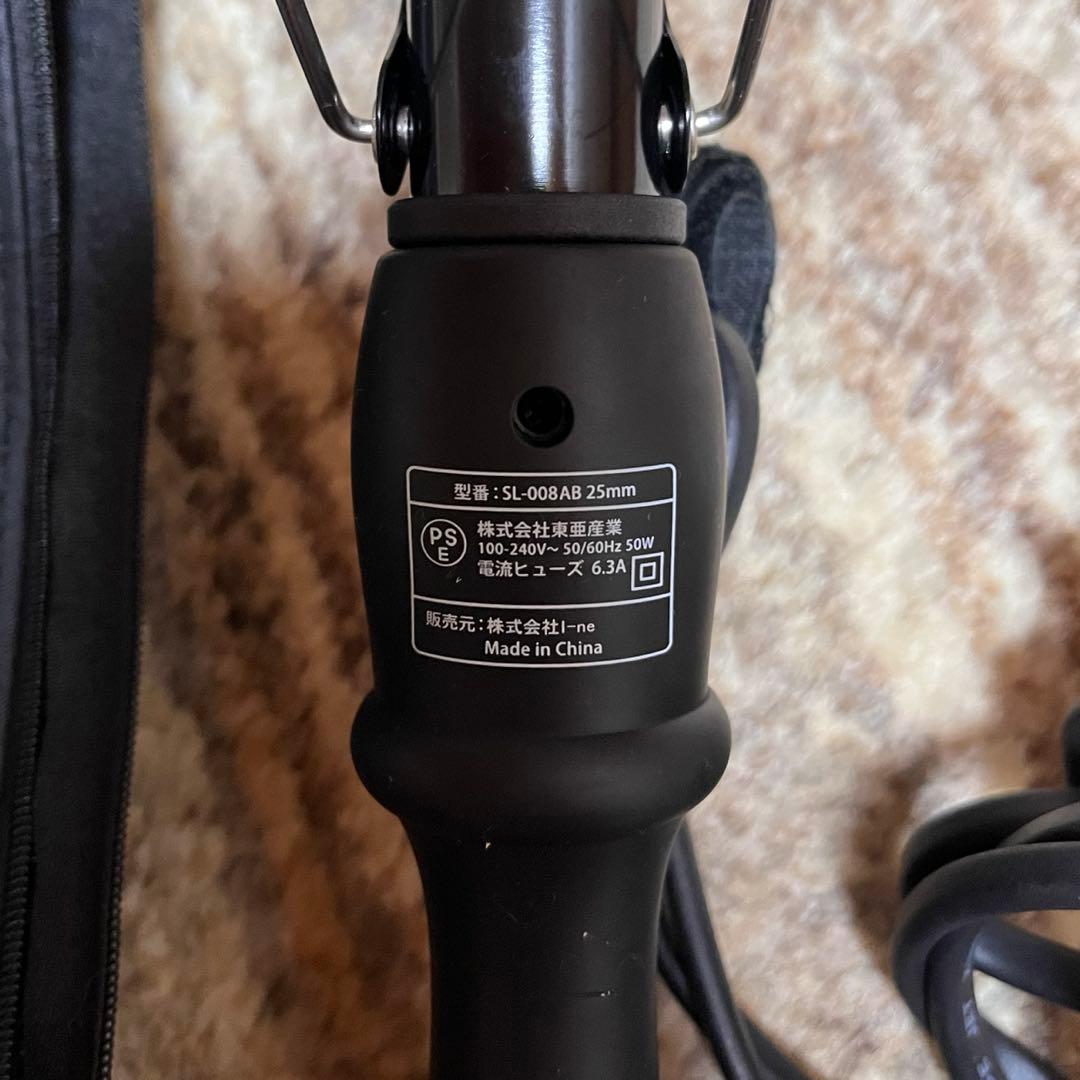 型番：SL-008AB 25mm
PSE
株式会社東亜産業
100-240V～ 50/60Hz 50W
電流ヒューズ 6.3A
販売元：株式会社I-ne
Made in China